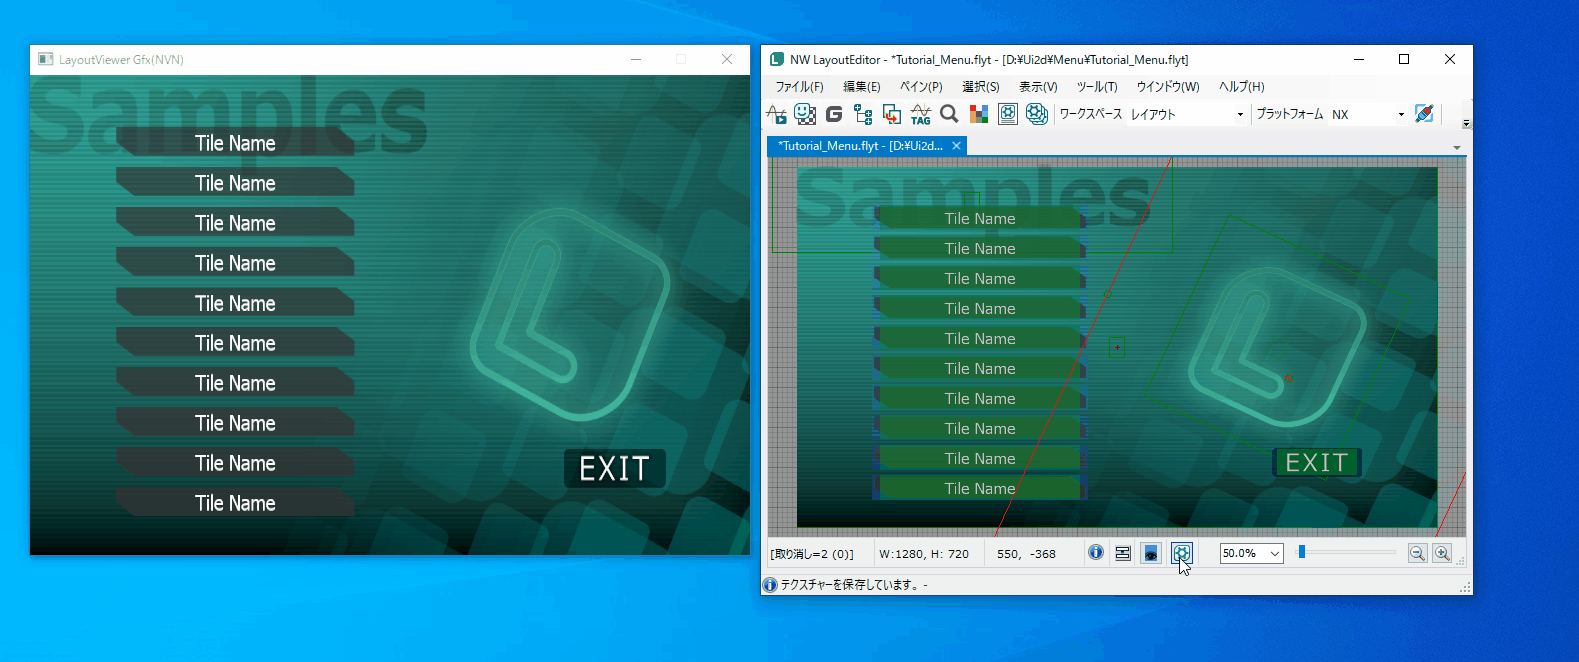 LayoutViewer Gfx(NVN)
Samples
Tile Name
Tile Name
Tile Name
Tile Name
Tile Name
Tile Name
Tile Name
Tile Name
Tile Name
Tile Name
EXIT
NW LayoutEditor - *Tutorial_Menu.flyt - [D:¥Ui2d¥Menu¥Tutorial_Menu.flyt]
ファイル(F) 編集(E) ペイン(P) 選択(S) 表示(V) ツール(T) ウインドウ(W) ヘルプ(H)
G TAG ワークスペース レイアウト プラットフォーム NX
*Tutorial_Menu.flyt - [D:¥Ui2d...
Samples
Tile Name
Tile Name
Tile Name
Tile Name
Tile Name
Tile Name
Tile Name
Tile Name
Tile Name
Tile Name
EXIT
[取り消し=2 (0)] W:1280, H: 720 550, -368 50.0%
テクスチャーを保存しています。 -